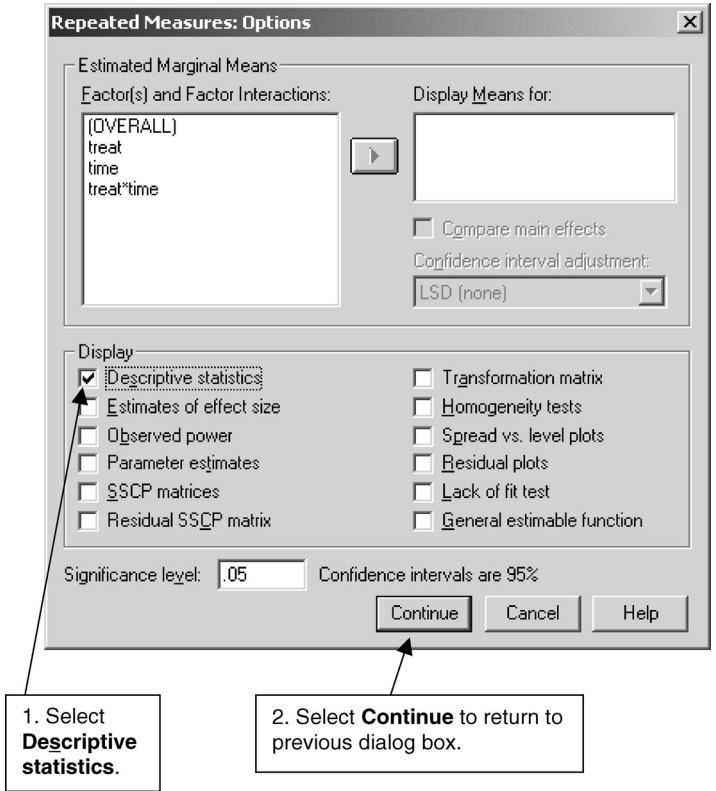 Repeated Measures: Options
Estimated Marginal Means
Factor(s) and Factor Interactions:
(OVERALL)
treat
time
treat*time
Display Means for:
Compare main effects
Confidence interval adjustment:
LSD (none)
Display
Descriptive statistics
Estimates of effect size
Observed power
Parameter estimates
SSCP matrices
Residual SSCP matrix
Transformation matrix
Homogeneity tests
Spread vs. level plots
Residual plots
Lack of fit test
General estimable function
Significance level: .05 Confidence intervals are 95%
Continue Cancel Help
1. Select
Descriptive
statistics.
2. Select Continue to return to
previous dialog box.